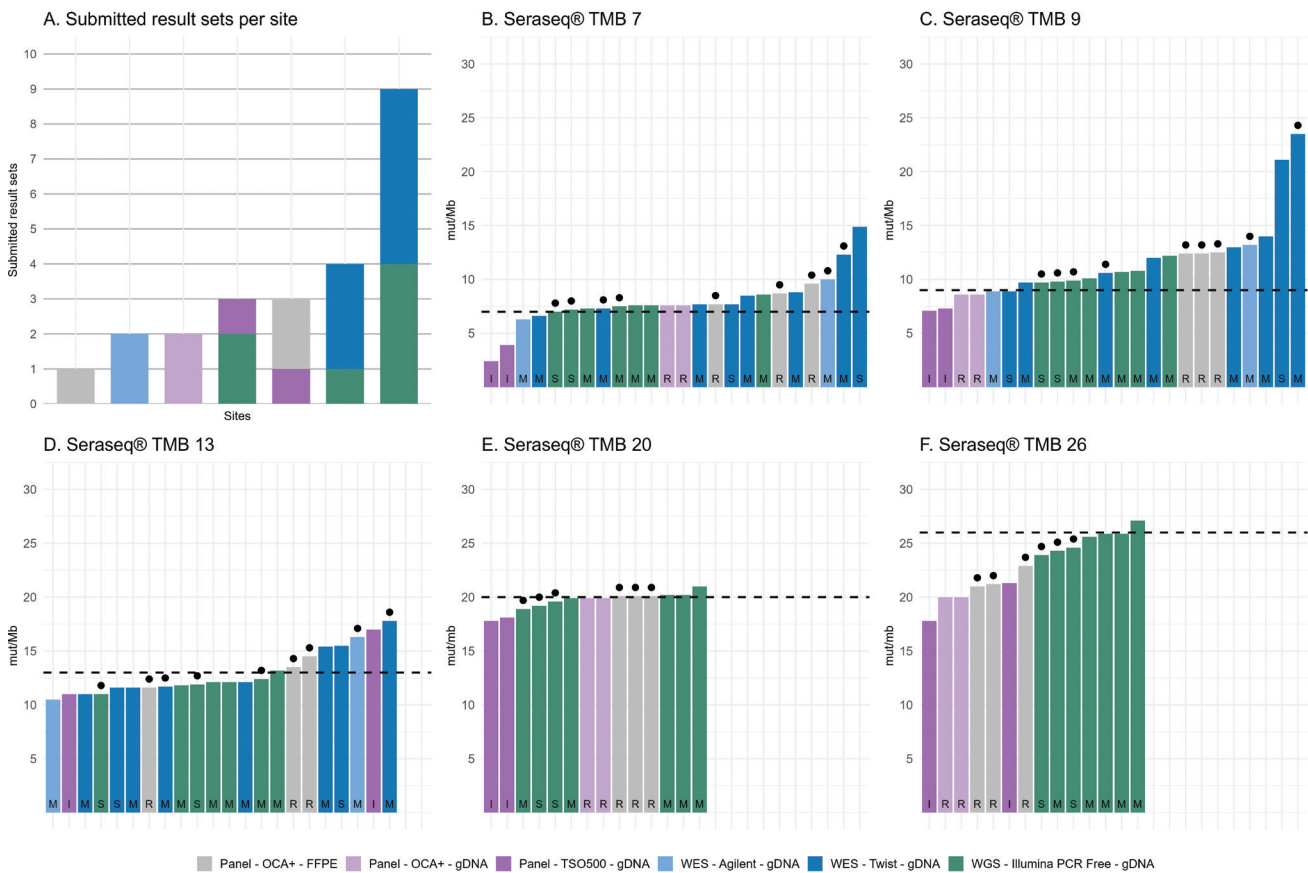 A. Submitted result sets per site
10
9
8
7
6
5
4
3
2
1
0
Submitted result sets
Sites
B. Seraseq® TMB 7
30
25
20
15
10
5
mut/Mb
I I M M S S M M M M M R R M R S M M R M R M M S
C. Seraseq® TMB 9
30
25
20
15
10
5
mut/Mb
I I R R M S M S S M M M M M M M R R R M M M S M
D. Seraseq® TMB 13
30
25
20
15
10
5
mut/Mb
M I M S S M R M M S M M M M M R R M S M I M
E. Seraseq® TMB 20
30
25
20
15
10
5
mut/mb
I I M S S M R R R R R M M M
F. Seraseq® TMB 26
30
25
20
15
10
5
mut/mb
I R R R R I R S M S M M M M
Panel - OCA+ - FFPE Panel - OCA+ - gDNA Panel - TSO500 - gDNA WES - Agilent - gDNA WES - Twist - gDNA WGS - Illumina PCR Free - gDNA